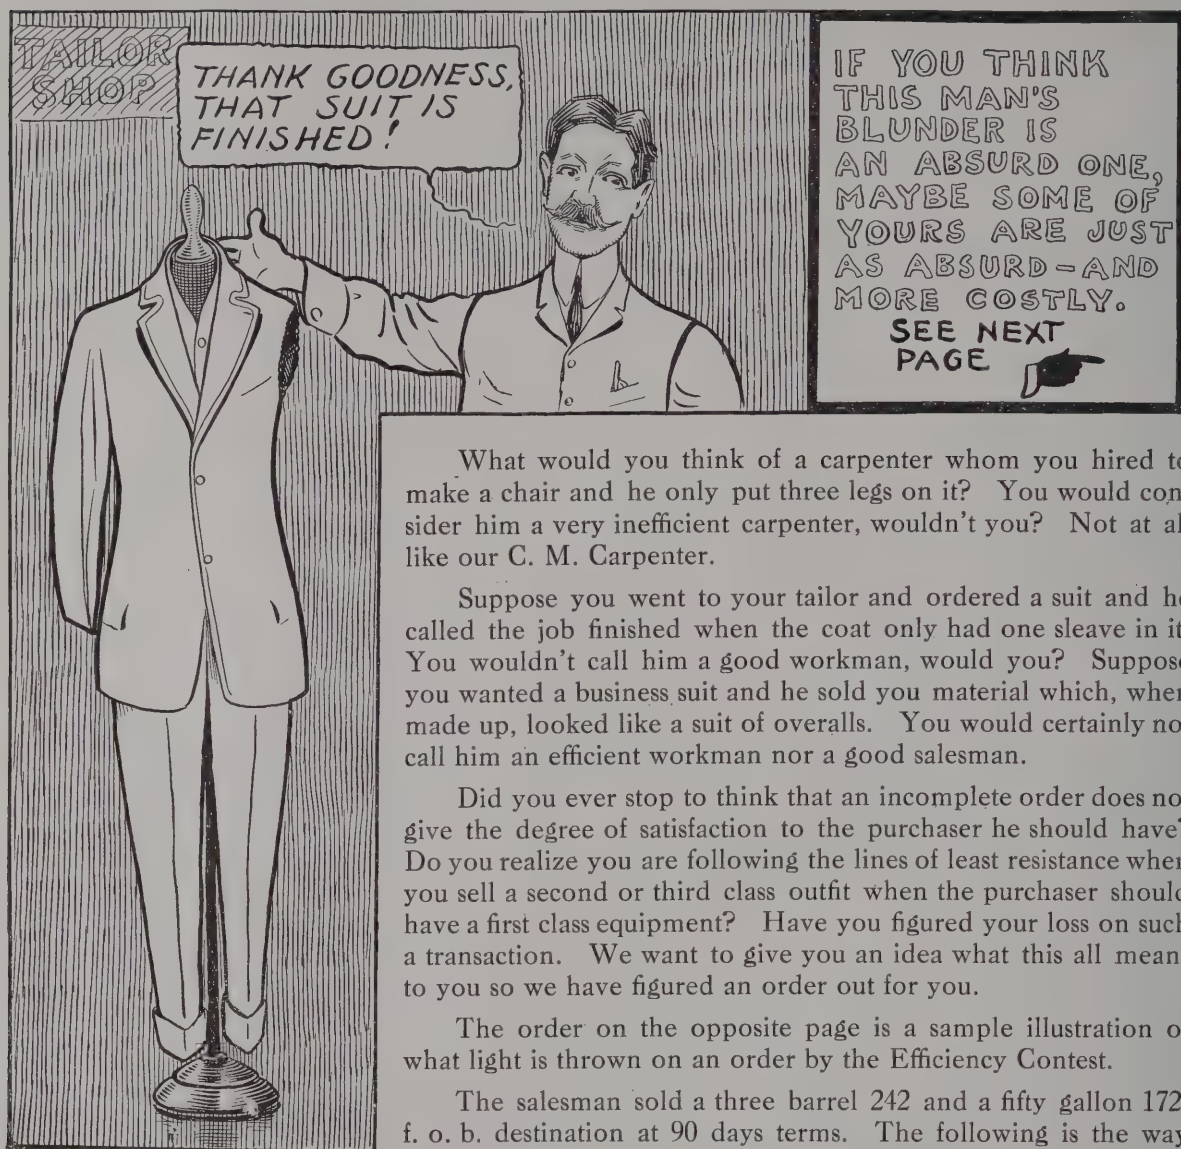 TAILOR
SHOP
THANK GOODNESS,
THAT SUIT IS
FINISHED!
IF YOU THINK
THIS MAN'S
BLUNDER IS
AN ABSURD ONE,
MAYBE SOME OF
YOURS ARE JUST
AS ABSURD – AND
MORE COSTLY.
SEE NEXT
PAGE
What would you think of a carpenter whom you hired to
make a chair and he only put three legs on it? You would con
sider him a very inefficient carpenter, wouldn't you? Not at al
like our C. M. Carpenter.
Suppose you went to your tailor and ordered a suit and he
called the job finished when the coat only had one sleave in it
You wouldn't call him a good workman, would you? Suppose
you wanted a business suit and he sold you material which, when
made up, looked like a suit of overalls. You would certainly no
call him an efficient workman nor a good salesman.
Did you ever stop to think that an incomplete order does no
give the degree of satisfaction to the purchaser he should have?
Do you realize you are following the lines of least resistance when
you sell a second or third class outfit when the purchaser should
have a first class equipment? Have you figured your loss on such
a transaction. We want to give you an idea what this all mean
to you so we have figured an order out for you.
The order on the opposite page is a sample illustration o
what light is thrown on an order by the Efficiency Contest.
The salesman sold a three barrel 242 and a fifty gallon 172
f. o. b. destination at 90 days terms. The following is the way